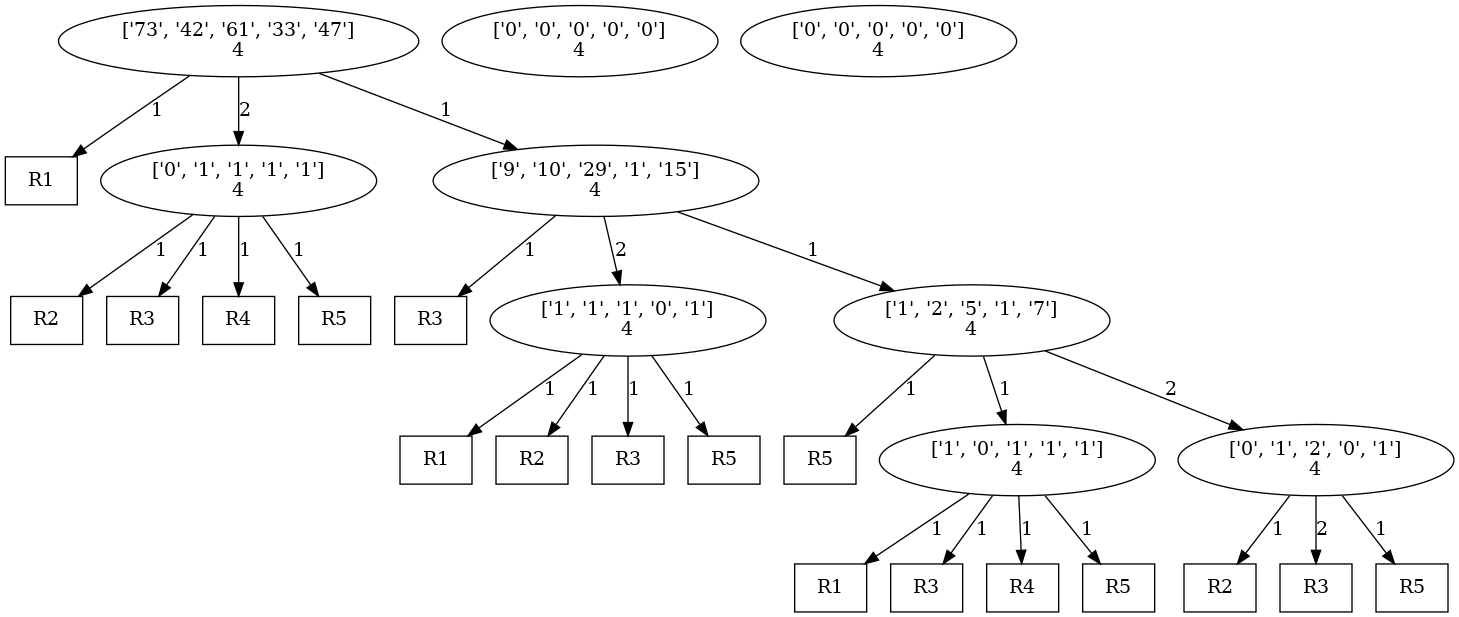 ['73', '42', '61', '33', '47']
4
['0', '0', '0', '0', '0']
4
['0', '0', '0', '0', '0']
4
1
2
1
R1
['0', '1', '1', '1', '1']
4
['9', '10', '29', '1', '15']
4
1
1
1
1
1
2
1
R2
R3
R4
R5
R3
['1', '1', '1', '0', '1']
4
['1', '2', '5', '1', '7']
4
1
1
1
1
1
1
2
R1
R2
R3
R5
R5
['1', '0', '1', '1', '1']
4
['0', '1', '2', '0', '1']
4
1
1
1
1
1
2
1
R1
R3
R4
R5
R2
R3
R5